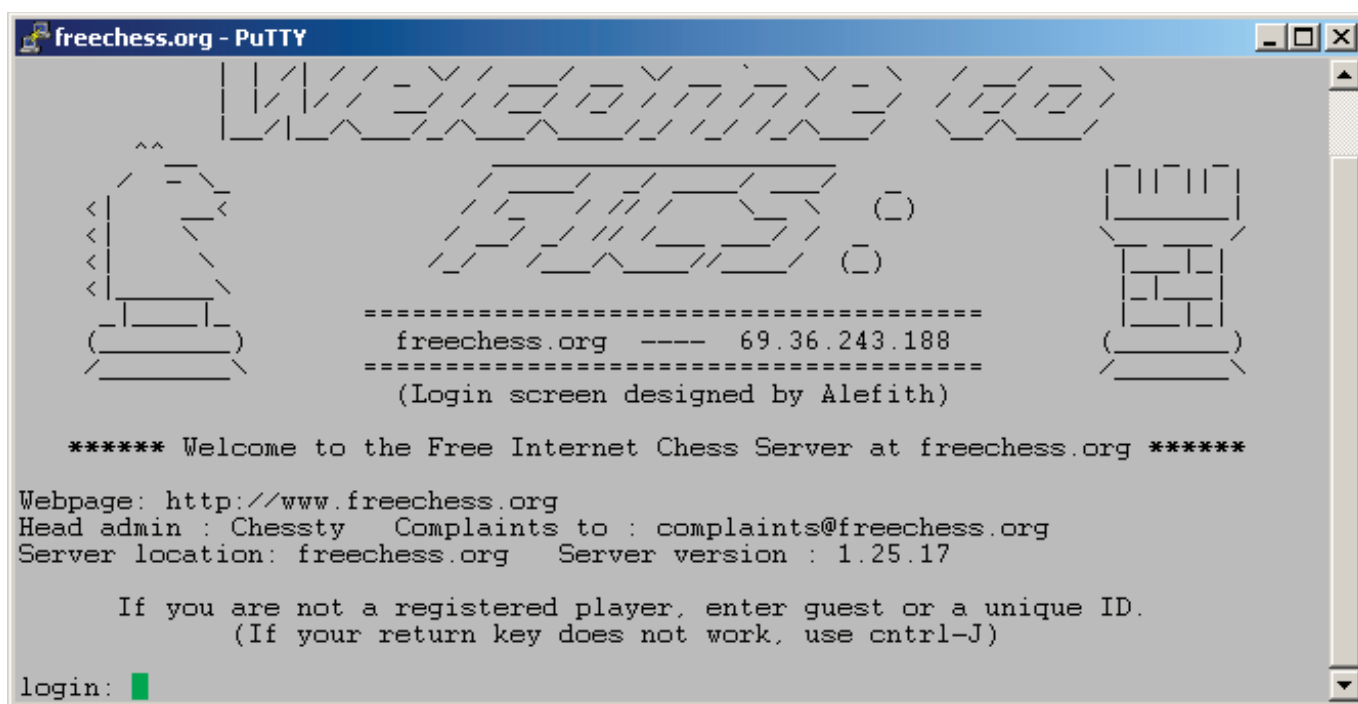 freechess.org - PuTTY
Welcome to
FICS
freechess.org ---- 69.36.243.188
(Login screen designed by Alefith)
****** Welcome to the Free Internet Chess Server at freechess.org ******
Webpage: http://www.freechess.org
Head admin : Chessty   Complaints to : complaints@freechess.org
Server location: freechess.org   Server version : 1.25.17
If you are not a registered player, enter guest or a unique ID.
(If your return key does not work, use cntrl-J)
login: